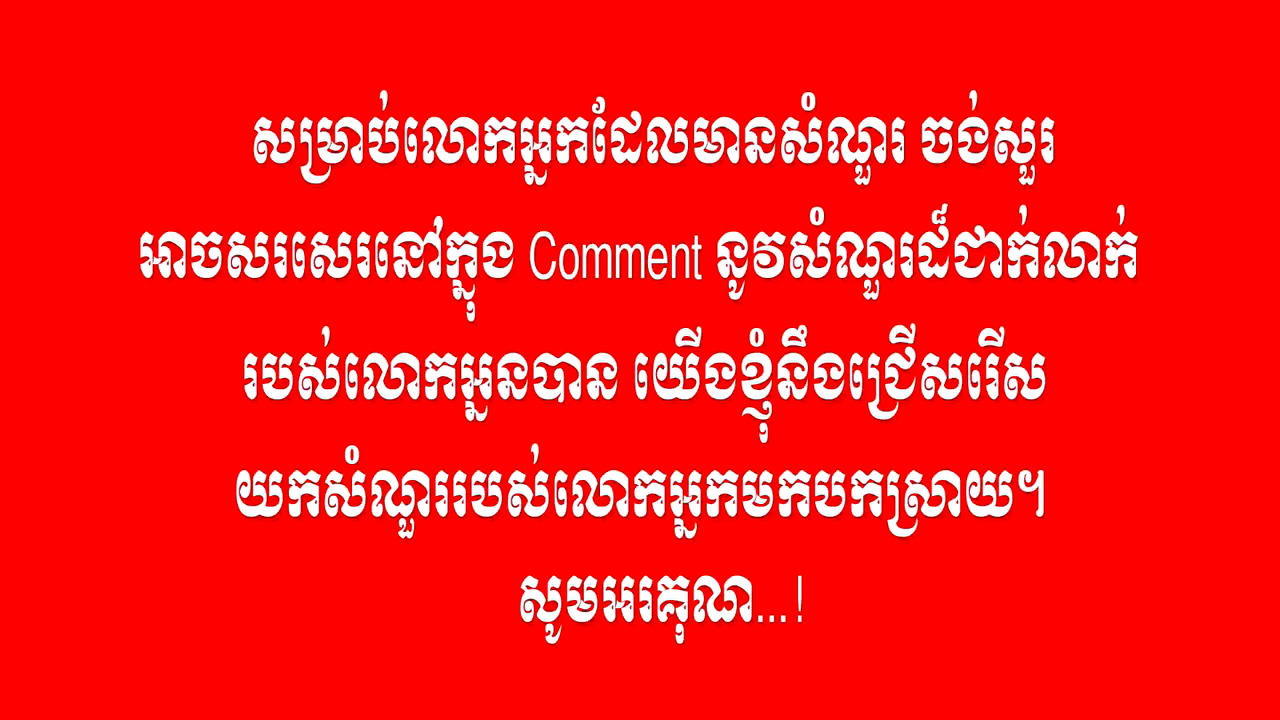 សម្រាប់លោកអ្នកដែលមានសំណួរ ចង់សួរ
អាចសរសេរនៅក្នុង Comment នូវសំណួរដ៏ជាក់លាក់
របស់លោកអ្ននបាន យើងខ្ញុំនឹងជ្រើសរើស
យកសំណួររបស់លោកអ្នកមកបកស្រាយ។
សូមអរគុណ...!